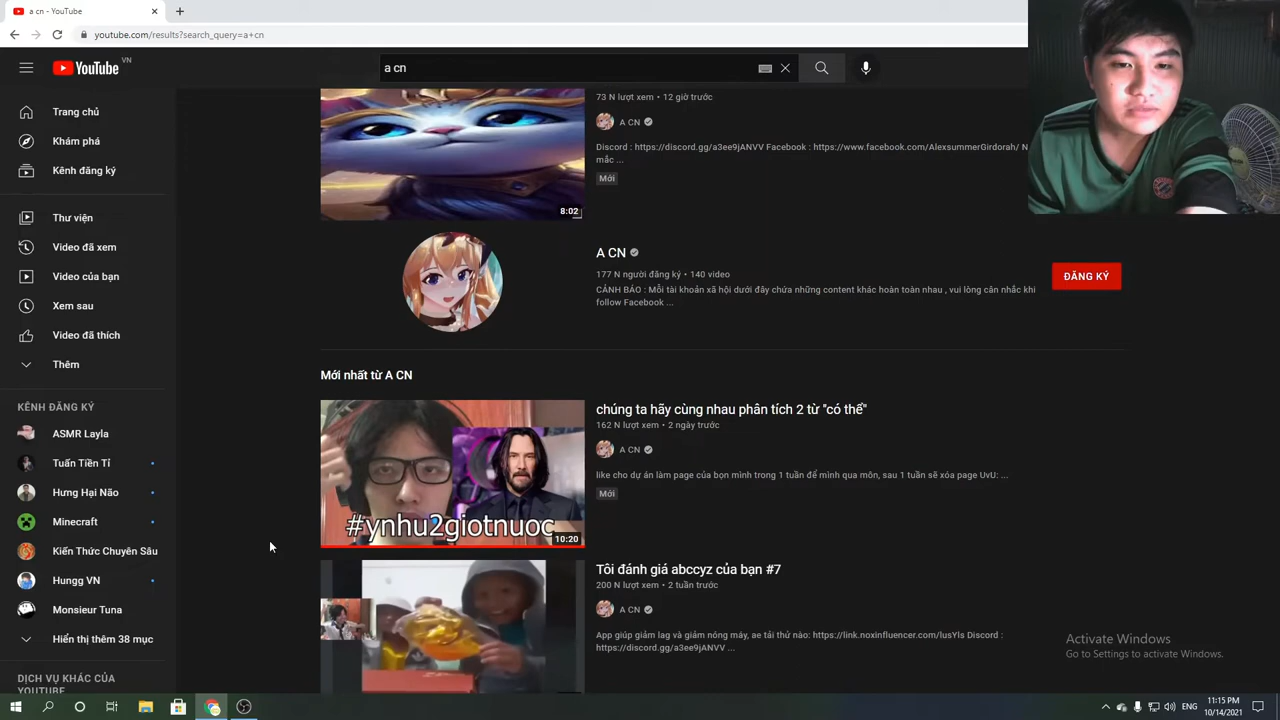 a cn - YouTube
youtube.com/results?search_query=a+cn
YouTube VN
a cn
Trang chủ
Khám phá
Kênh đăng ký
Thư viện
Video đã xem
Video của bạn
Xem sau
Video đã thích
Thêm
KÊNH ĐĂNG KÝ
ASMR Layla
Tuấn Tiền Tỉ
Hưng Hại Não
Minecraft
Kiến Thức Chuyên Sâu
Hungg VN
Monsieur Tuna
Hiển thị thêm 38 mục
DỊCH VỤ KHÁC CỦA
YOUTUBE
73 N lượt xem • 12 giờ trước
A CN
Discord : https://discord.gg/a3ee9jANVV Facebook : https://www.facebook.com/AlexsummerGirdorah/ N
mắc ...
Mới
8:02
A CN
177 N người đăng ký • 140 video
CẢNH BÁO : Mỗi tài khoản xã hội dưới đây chứa những content khác hoàn toàn nhau , vui lòng cân nhắc khi
follow Facebook ...
ĐĂNG KÝ
Mới nhất từ A CN
#ynhu2giotnuoc
10:20
chúng ta hãy cùng nhau phân tích 2 từ "có thể"
162 N lượt xem • 2 ngày trước
A CN
like cho dự án làm page của bọn mình trong 1 tuần để mình qua môn, sau 1 tuần sẽ xóa page UvU: ...
Mới
Tôi đánh giá abccyz của bạn #7
200 N lượt xem • 2 tuần trước
A CN
App giúp giảm lag và giảm nóng máy, ae tải thử nào: https://link.noxinfluencer.com/lusYls Discord :
https://discord.gg/a3ee9jANVV ...
Activate Windows
Go to Settings to activate Windows.
ENG
11:15 PM
10/14/2021